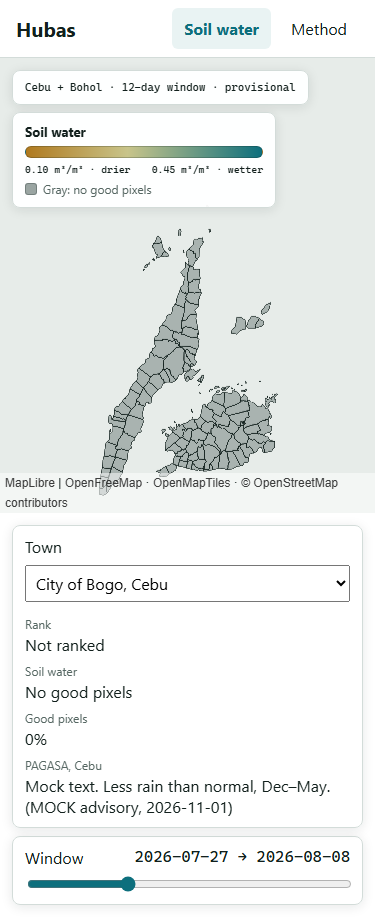 Hubas
Soil water
Method
Cebu + Bohol · 12-day window · provisional
Soil water
0.10 m³/m³ · drier
0.45 m³/m³ · wetter
Gray: no good pixels
MapLibre | OpenFreeMap · OpenMapTiles · © OpenStreetMap
contributors
Town
City of Bogo, Cebu
Rank
Not ranked
Soil water
No good pixels
Good pixels
0%
PAGASA, Cebu
Mock text. Less rain than normal, Dec–May.
(MOCK advisory, 2026-11-01)
Window
2026-07-27 → 2026-08-08